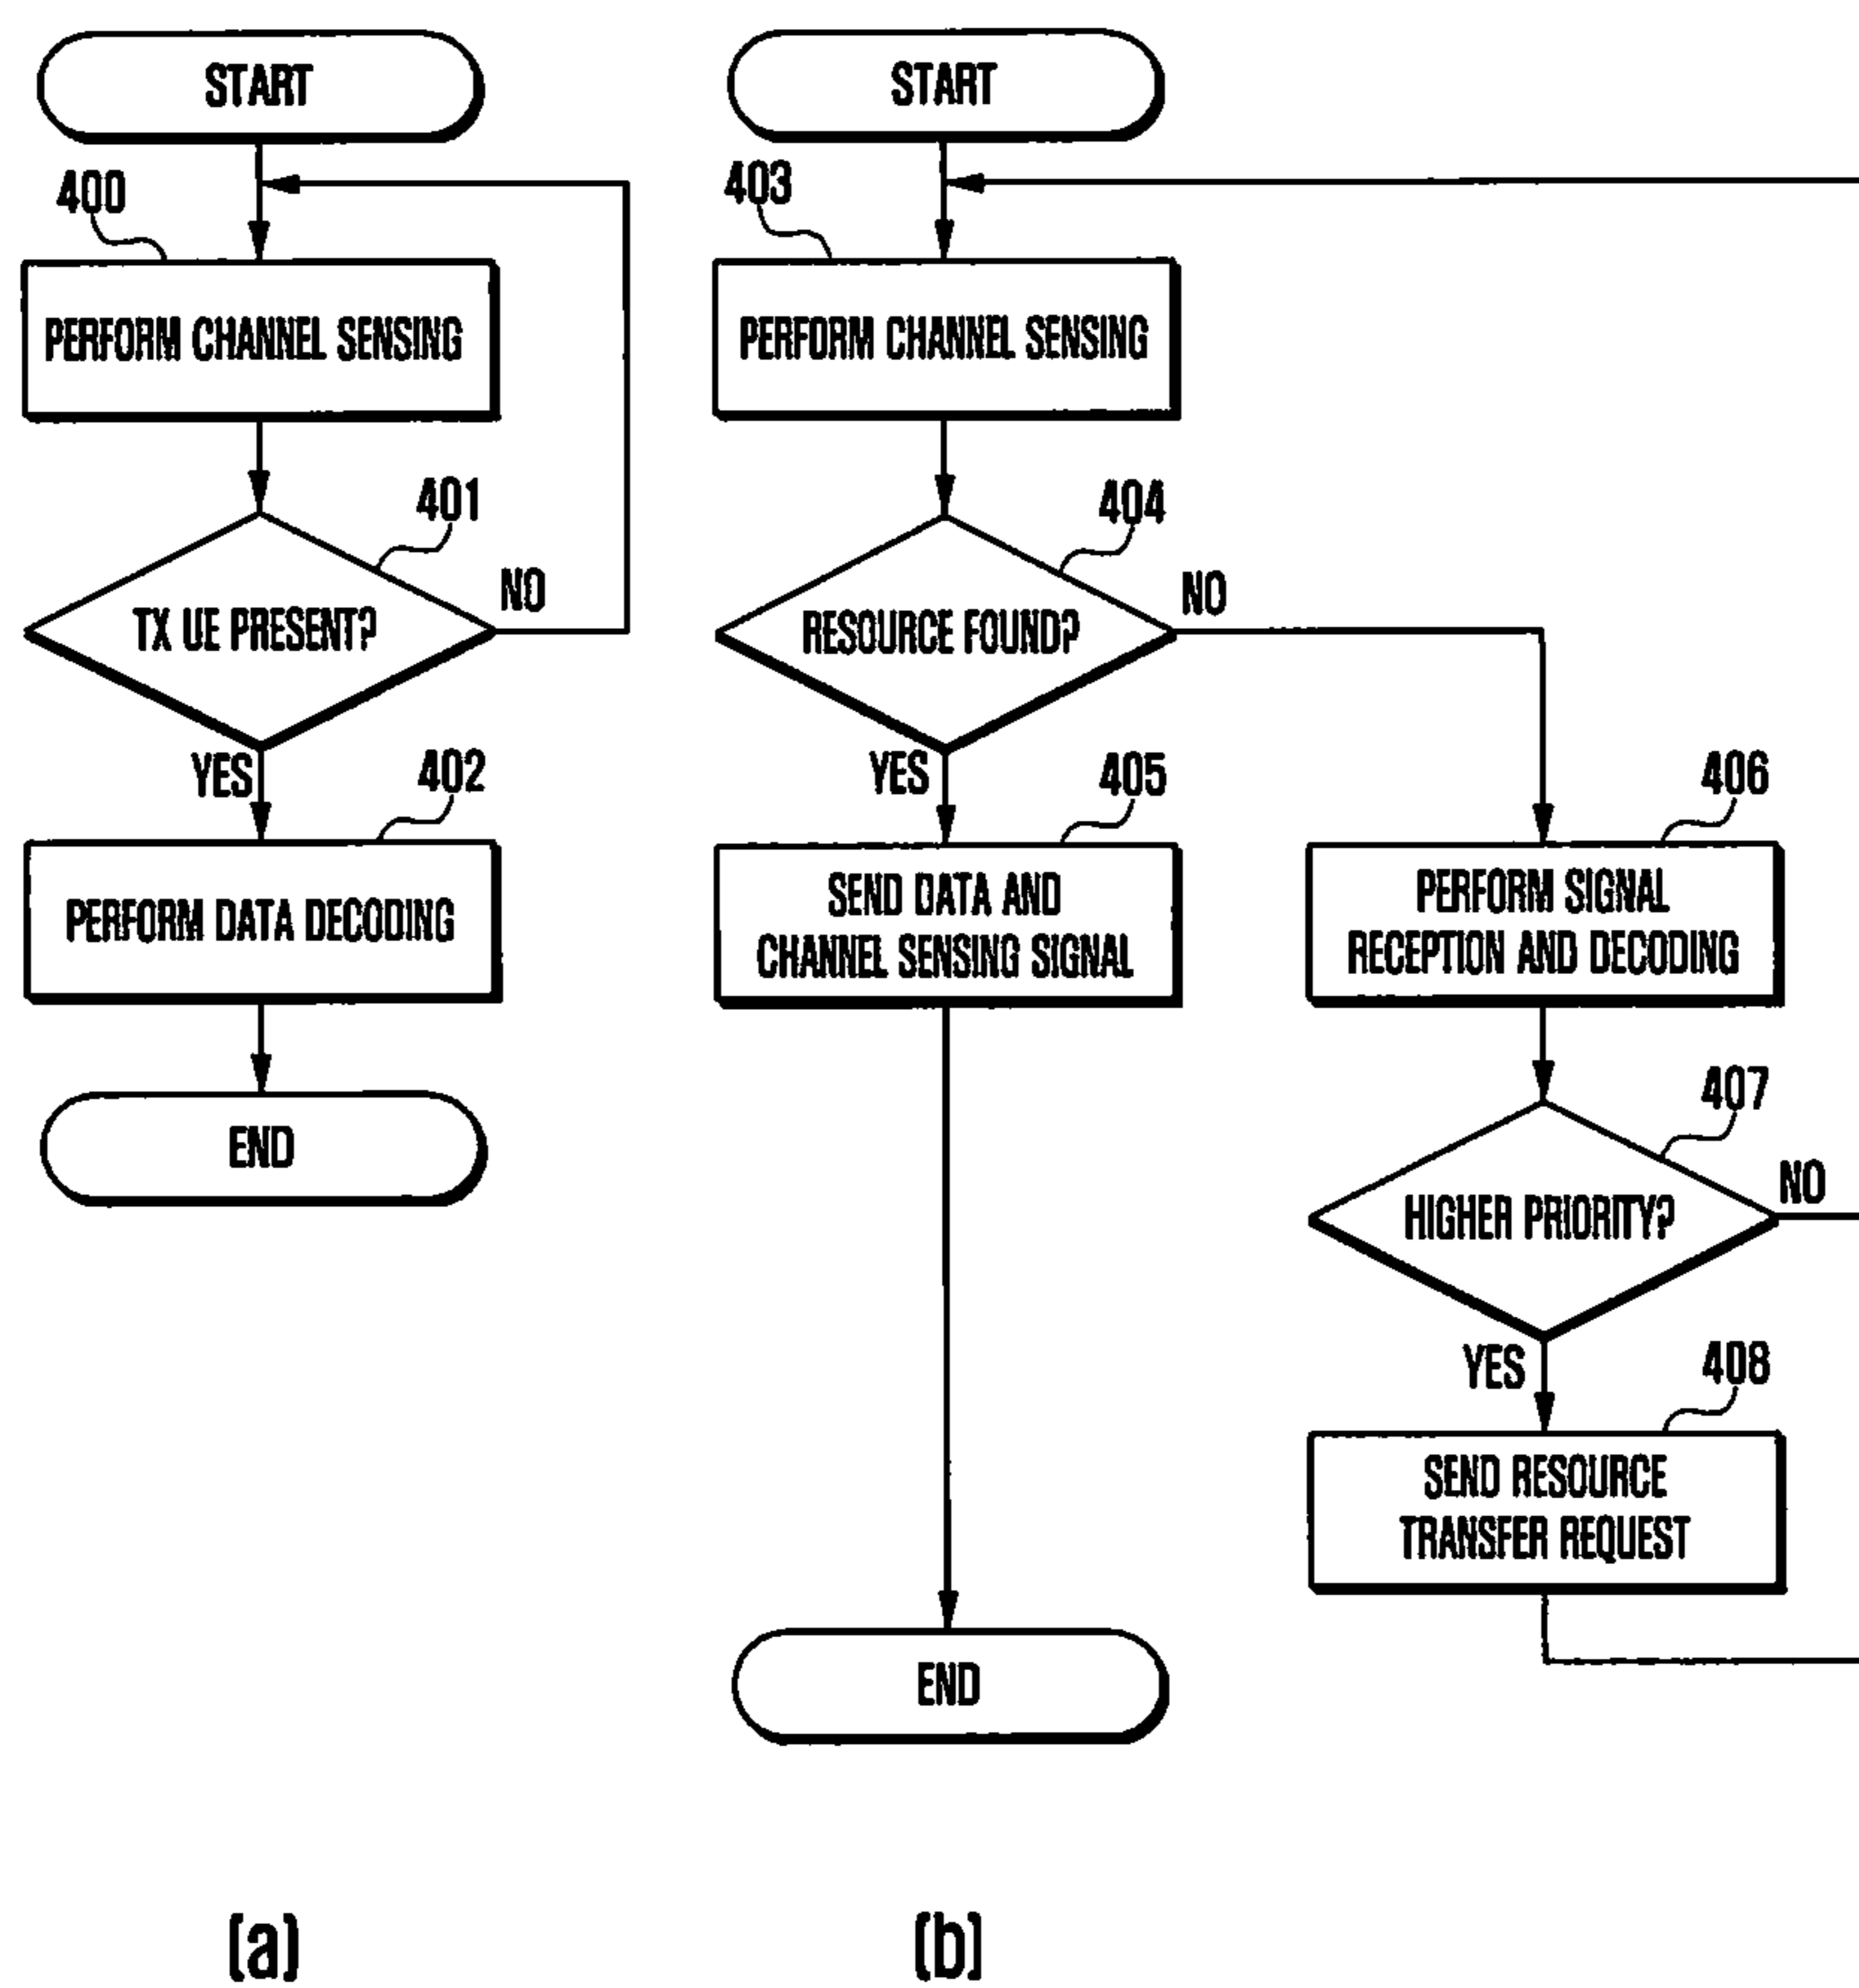 START
400
PERFORM CHANNEL SENSING
401
TX UE PRESENT?
NO
YES
402
PERFORM DATA DECODING
END
(a)
START
403
PERFORM CHANNEL SENSING
404
RESOURCE FOUND?
NO
YES
405
SEND DATA AND
CHANNEL SENSING SIGNAL
406
PERFORM SIGNAL
RECEPTION AND DECODING
407
HIGHER PRIORITY?
NO
YES
408
SEND RESOURCE
TRANSFER REQUEST
END
(b)